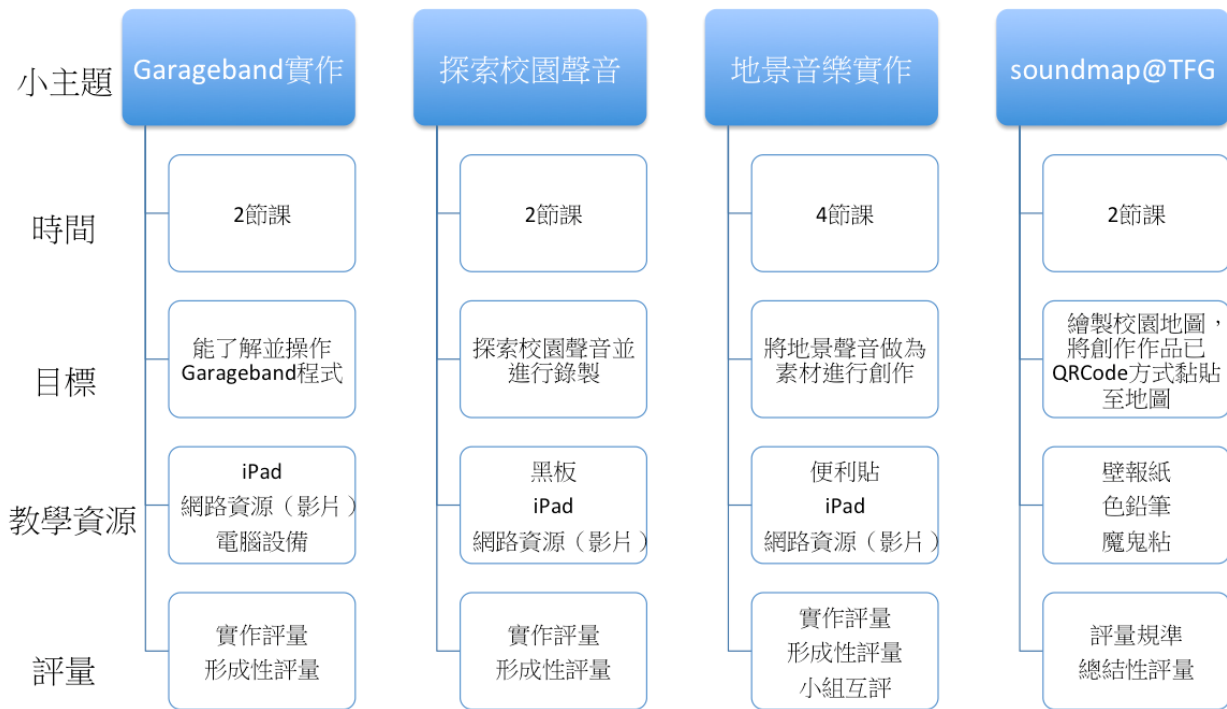 小主題
Garageband實作
探索校園聲音
地景音樂實作
soundmap@TFG
時間
2節課
2節課
4節課
2節課
目標
能了解並操作
Garageband程式
探索校園聲音並
進行錄製
將地景聲音做為
素材進行創作
繪製校園地圖，
將創作作品已
QRCode方式黏貼
至地圖
教學資源
iPad
網路資源（影片）
電腦設備
黑板
iPad
網路資源（影片）
便利貼
iPad
網路資源（影片）
壁報紙
色鉛筆
魔鬼粘
評量
實作評量
形成性評量
實作評量
形成性評量
實作評量
形成性評量
小組互評
評量規準
總結性評量